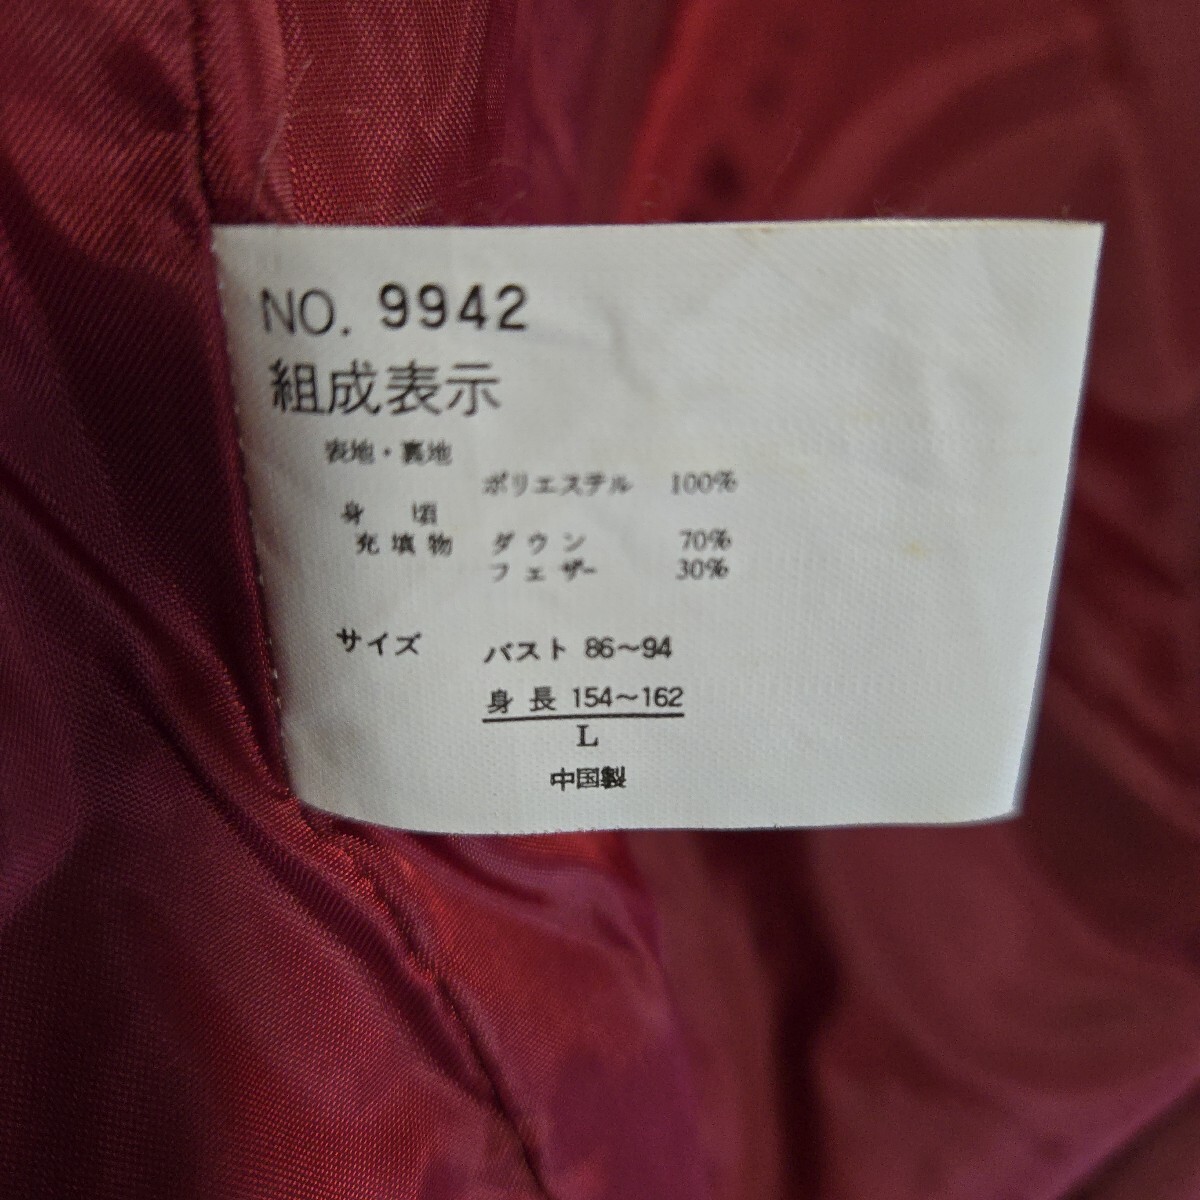 NO. 9942
組成表示
表地・裏地
ポリエステル 100%
身頃
充填物 ダウン 70%
フェザー 30%
サイズ バスト 86～94
身長 154～162
L
中国製